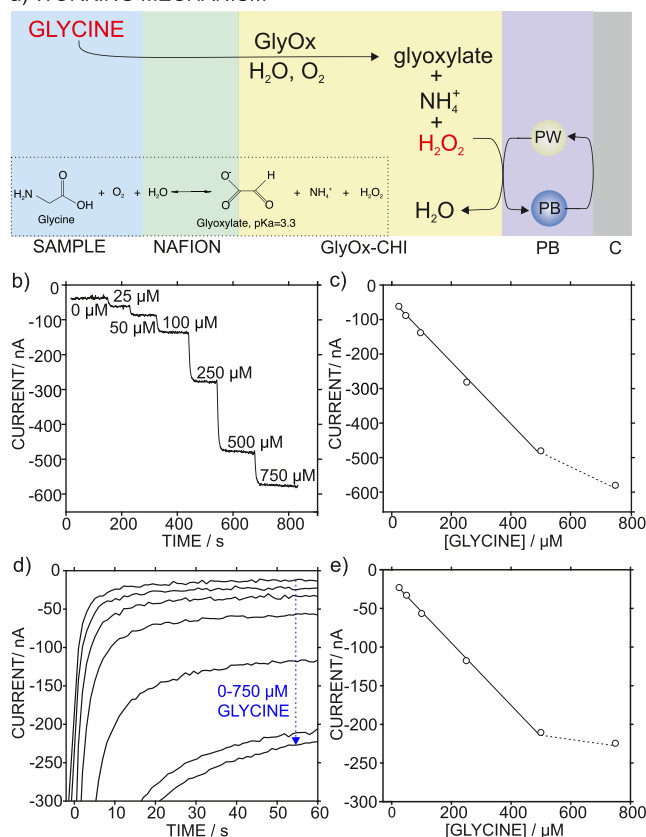 a) WORKING MECHANISM
GLYCINE
GlyOx
H2O, O2
glyoxylate
+
NH4+
+
H2O2
H2O
PW
PB
H2N
O
OH
Glycine
+ O2 + H2O
O-
O
H
O
Glyoxylate, pKa=3.3
+ NH4+ + H2O2
SAMPLE NAFION GlyOx-CHI PB C
b)
0
-100
-200
-300
-400
-500
-600
CURRENT/ nA
0 µM
25 µM
50 µM
100 µM
250 µM
500 µM
750 µM
0 200 400 600 800
TIME / s
c)
0
-100
-200
-300
-400
-500
-600
CURRENT/ nA
0 200 400 600 800
[GLYCINE] / µM
d)
0
-50
-100
-150
-200
-250
-300
CURRENT/ nA
0-750 µM
GLYCINE
0 10 20 30 40 50 60
TIME / s
e)
0
-50
-100
-150
-200
-250
-300
CURRENT/ nA
0 200 400 600 800
[GLYCINE] / µM